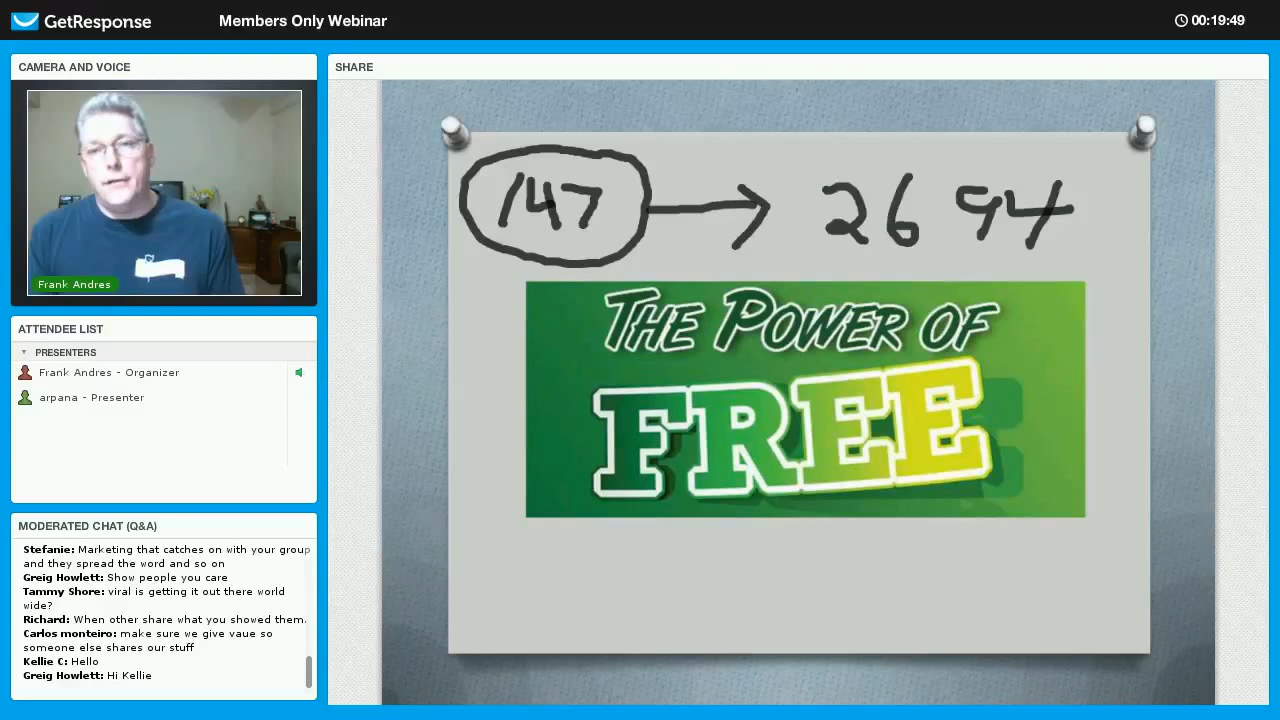 GetResponse
Members Only Webinar
00:19:49
CAMERA AND VOICE
Frank Andres
ATTENDEE LIST
PRESENTERS
Frank Andres - Organizer
arpana - Presenter
MODERATED CHAT (Q&A)
Stefanie: Marketing that catches on with your group
and they spread the word and so on
Greig Howlett: Show people you care
Tammy Shore: viral is getting it out there world
wide?
Richard: When other share what you showed them.
Carlos monteiro: make sure we give vaue so
someone else shares our stuff
Kellie C: Hello
Greig Howlett: Hi Kellie
SHARE
147 → 26 94
THE POWER OF
FREE